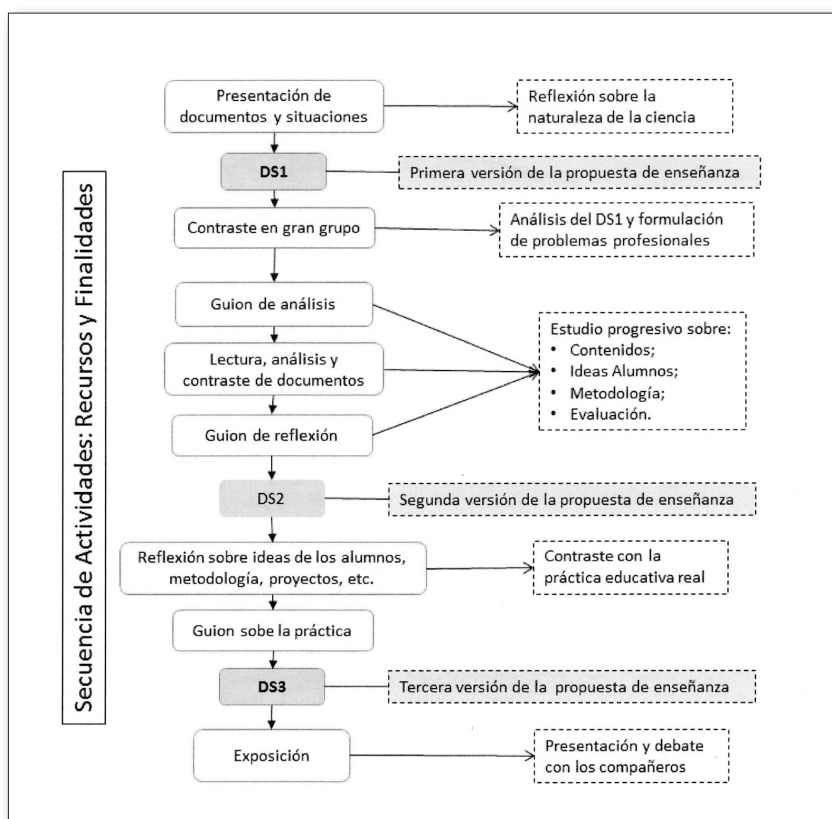 Secuencia de Actividades: Recursos y Finalidades
Presentación de
documentos y situaciones
Reflexión sobre la
naturaleza de la ciencia
DS1
Primera versión de la propuesta de enseñanza
Contraste en gran grupo
Análisis del DS1 y formulación
de problemas profesionales
Guion de análisis
Lectura, análisis y
contraste de documentos
Guion de reflexión
Estudio progresivo sobre:
• Contenidos;
• Ideas Alumnos;
• Metodología;
• Evaluación.
DS2
Segunda versión de la propuesta de enseñanza
Reflexión sobre ideas de los alumnos,
metodología, proyectos, etc.
Contraste con la
práctica educativa real
Guion sobe la práctica
DS3
Tercera versión de la propuesta de enseñanza
Exposición
Presentación y debate
con los compañeros